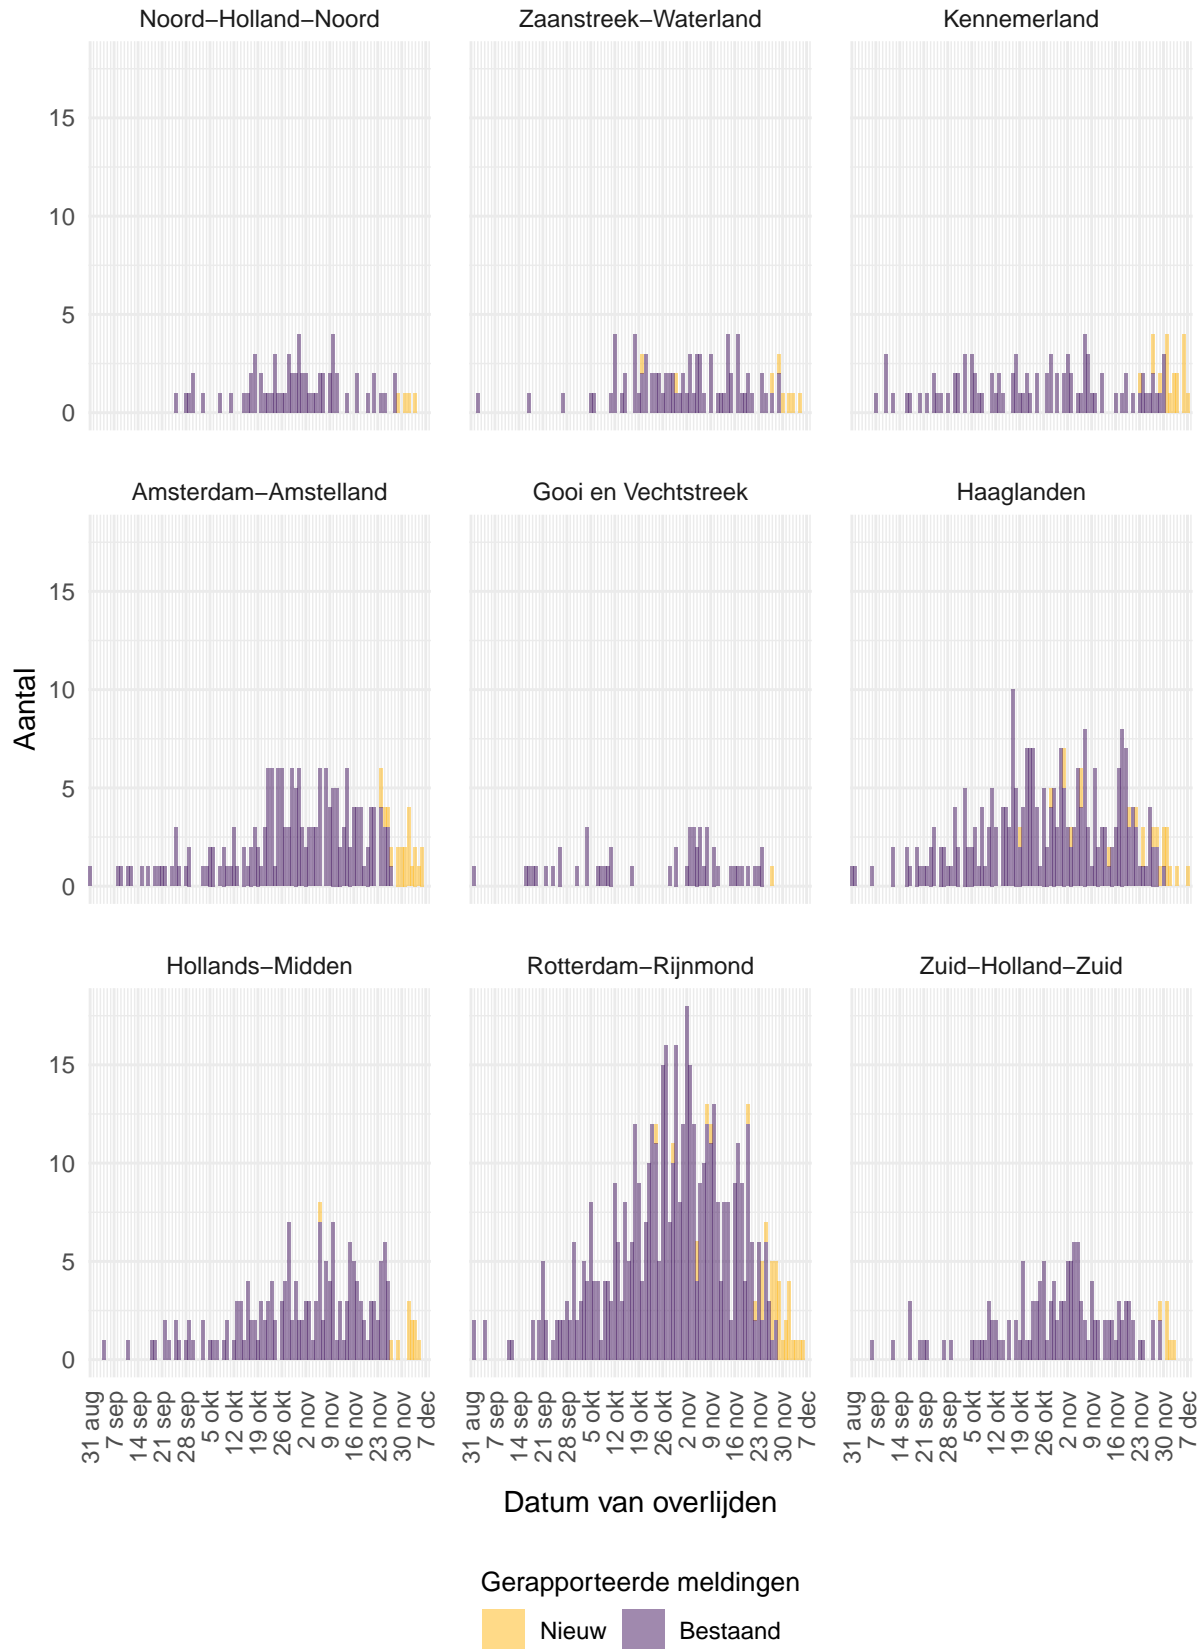 Noord−Holland−Noord
Zaanstreek−Waterland
Kennemerland
15
10
5
0
Amsterdam−Amstelland
Gooi en Vechtstreek
Haaglanden
15
10
5
0
Aantal
Hollands−Midden
Rotterdam−Rijnmond
Zuid−Holland−Zuid
15
10
5
0
31 aug
7 sep
14 sep
21 sep
28 sep
5 okt
12 okt
19 okt
26 okt
2 nov
9 nov
16 nov
23 nov
30 nov
7 dec
31 aug
7 sep
14 sep
21 sep
28 sep
5 okt
12 okt
19 okt
26 okt
2 nov
9 nov
16 nov
23 nov
30 nov
7 dec
31 aug
7 sep
14 sep
21 sep
28 sep
5 okt
12 okt
19 okt
26 okt
2 nov
9 nov
16 nov
23 nov
30 nov
7 dec
Datum van overlijden
Gerapporteerde meldingen
Nieuw
Bestaand